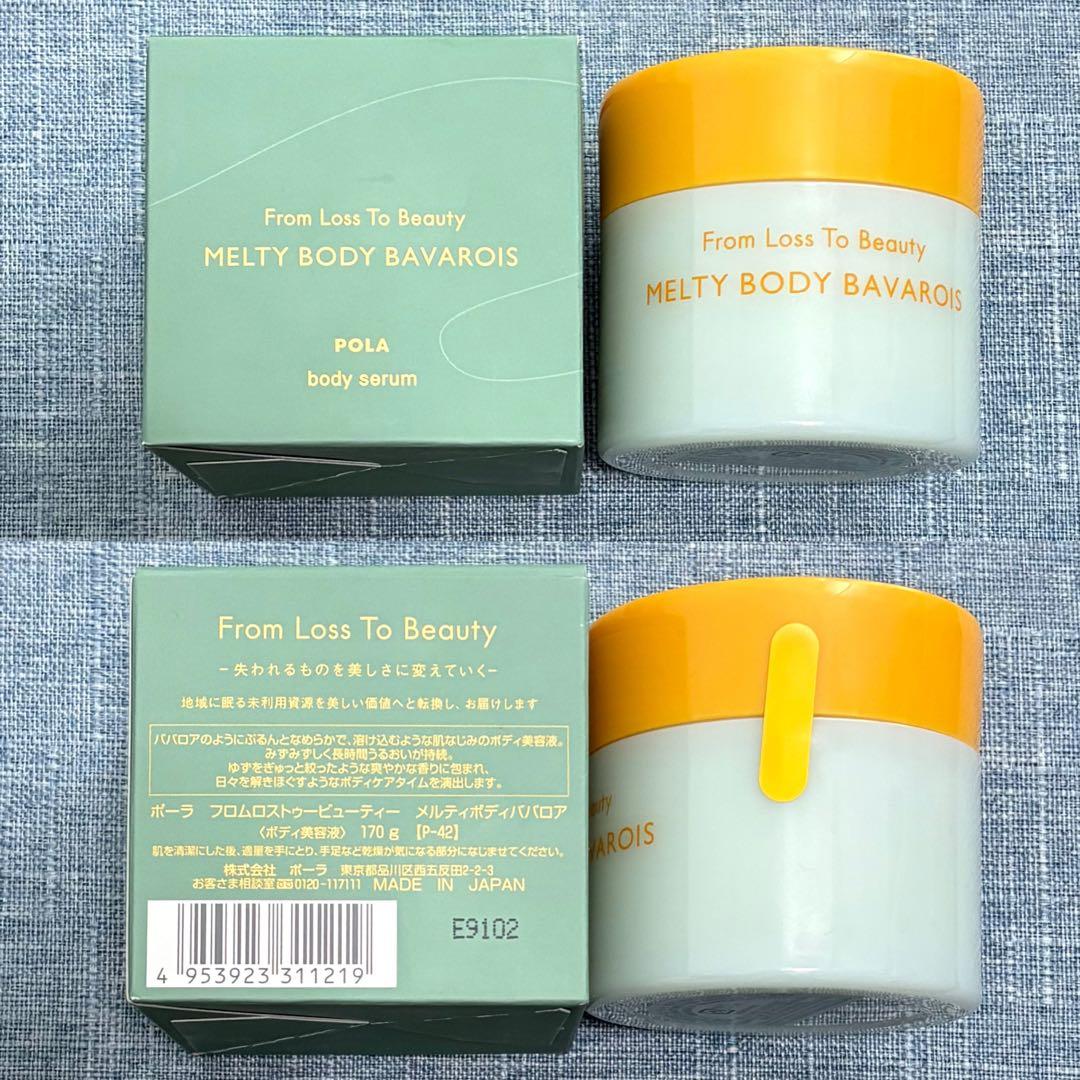 From Loss To Beauty
MELTY BODY BAVAROIS
POLA
body serum
From Loss To Beauty
MELTY BODY BAVAROIS
From Loss To Beauty
－失われるものを美しさに変えていく－
地域に眠る未利用資源を美しい価値へと転換し、お届けします
ババロアのようにぷるんとなめらかで、溶け込むような肌なじみのボディ美容液。
みずみずしく長時間うるおいが持続。
ゆずをぎゅっと絞ったような爽やかな香りに包まれ、
日々を解きほぐすようなボディケアタイムを演出します。
ポーラ フロムロストゥービューティー メルティボディババロア
〈ボディ美容液〉 170g 【P-42】
肌を清潔にした後、適量を手にとり、手足など乾燥が気になる部分になじませてください。
株式会社 ポーラ 東京都品川区西五反田2-2-3
お客さま相談室 0120-117111 MADE IN JAPAN
E9102
4 953923 311219
auty
VAROIS